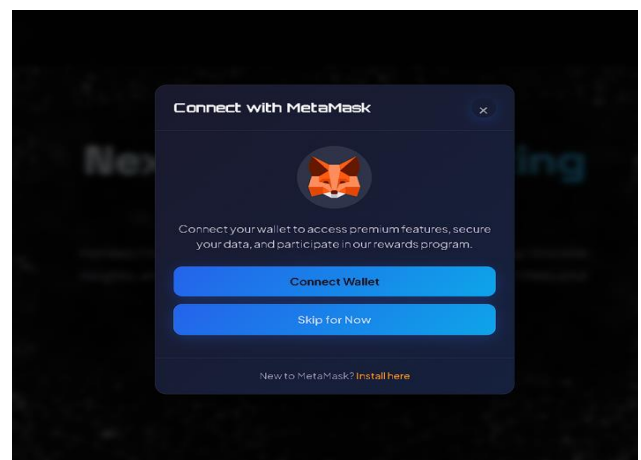 Connect with MetaMask
×
Connect your wallet to access premium features, secure
your data, and participate in our rewards program.
Connect Wallet
Skip for Now
New to MetaMask? Install here